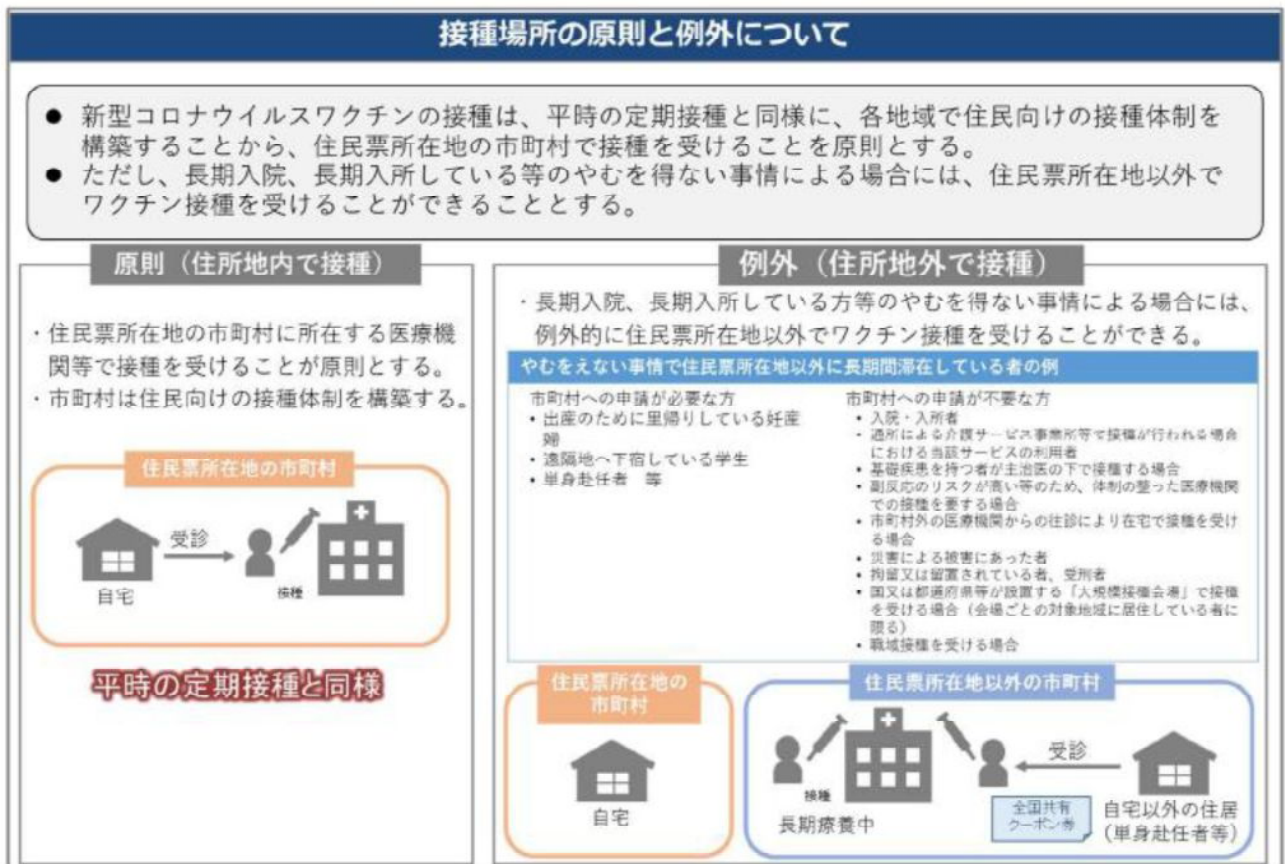 接種場所の原則と例外について
● 新型コロナウイルスワクチンの接種は、平時の定期接種と同様に、各地域で住民向けの接種体制を
構築することから、住民票所在地の市町村で接種を受けることを原則とする。
● ただし、長期入院、長期入所している等のやむを得ない事情による場合には、住民票所在地以外で
ワクチン接種を受けることができることとする。
原則（住所地内で接種）
・住民票所在地の市町村に所在する医療機
関等で接種を受けることが原則とする。
・市町村は住民向けの接種体制を構築する。
住民票所在地の市町村
受診
自宅
接種
平時の定期接種と同様
例外（住所地外で接種）
・長期入院、長期入所している方等のやむを得ない事情による場合には、
例外的に住民票所在地以外でワクチン接種を受けることができる。
やむをえない事情で住民票所在地以外に長期間滞在している者の例
市町村への申請が必要な方
• 出産のために里帰りしている妊産
婦
• 遠隔地へ下宿している学生
• 単身赴任者　等
市町村への申請が不要な方
• 入院・入所者
• 通所による介護サービス事業所等で接種が行われる場合
における当該サービスの利用者
• 基礎疾患を持つ者が主治医の下で接種する場合
• 副反応のリスクが高い等のため、体制の整った医療機関
での接種を要する場合
• 市町村外の医療機関からの往診により在宅で接種を受け
る場合
• 災害による被害にあった者
• 拘留又は留置されている者、受刑者
• 国又は都道府県等が設置する「大規模接種会場」で接種
を受ける場合（会場ごとの対象地域に居住している者に
限る）
• 職域接種を受ける場合
住民票所在地の
市町村
自宅
住民票所在地以外の市町村
接種
長期療養中
受診
全国共有
クーポン券
自宅以外の住居
（単身赴任者等）